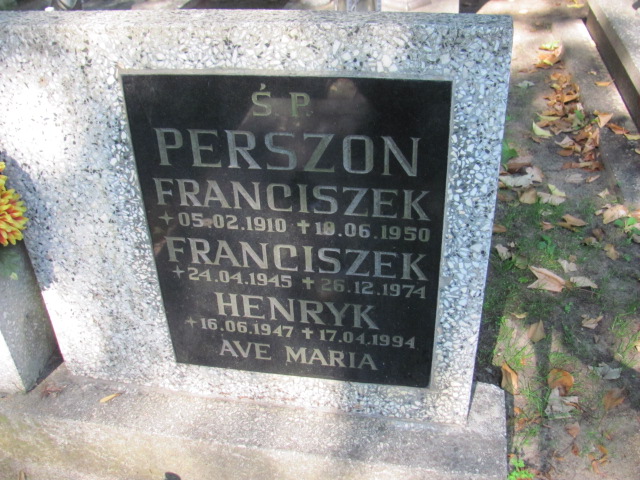 Ś. P.
PERSZON
FRANCISZEK
+05.02.1910 +10.06.1950
FRANCISZEK
+24.04.1945 +26.12.1974
HENRYK
+16.06.1947 +17.04.1994
AVE MARIA